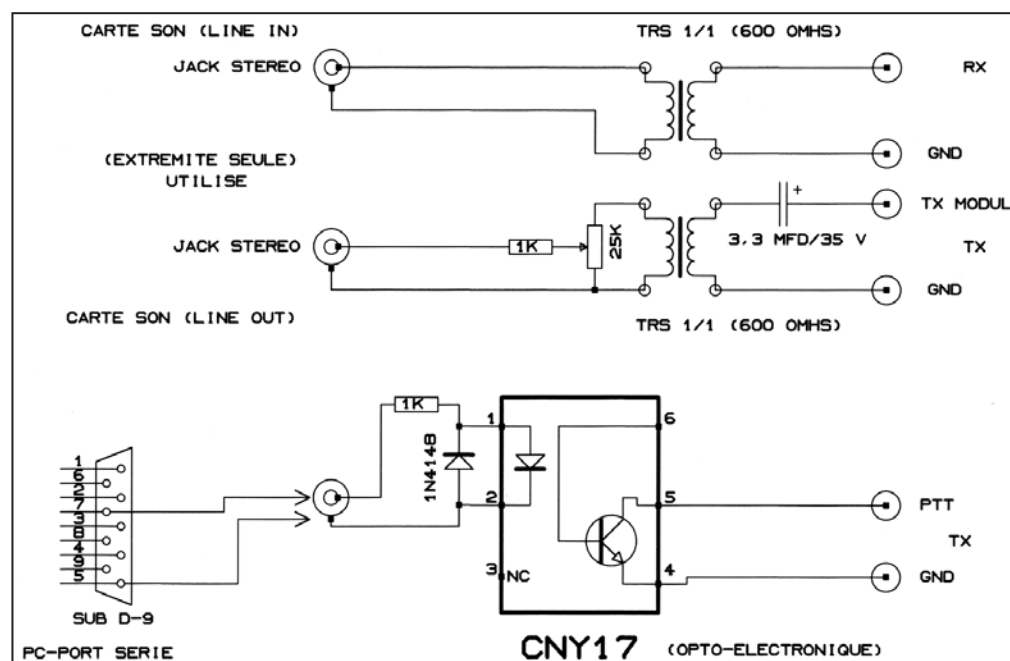 CARTE SON (LINE IN)
TRS 1/1 (600 OMHS)
JACK STEREO
RX
(EXTREMITE SEULE)
UTILISE
GND
TX MODUL
JACK STEREO
1K
25K
3,3 MFD/35 V
TX
GND
CARTE SON (LINE OUT)
TRS 1/1 (600 OMHS)
1K
1N4148
1
6
2
5
3
NC
4
1
6
2
7
3
8
4
9
5
PTT
TX
GND
SUB D-9
PC-PORT SERIE
CNY17
(OPTO-ELECTRONIQUE)